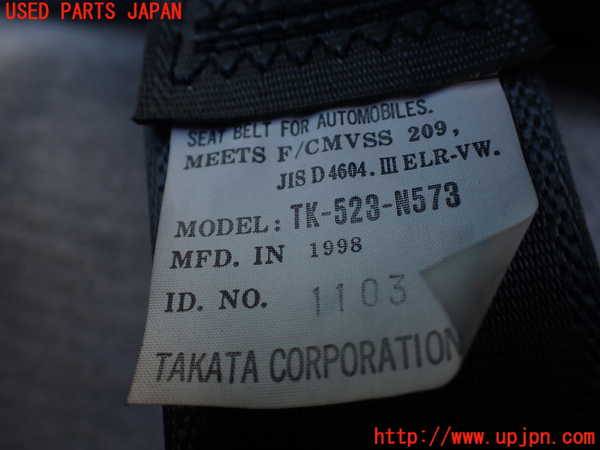 USED PARTS JAPAN
SEAT BELT FOR AUTOMOBILES.
MEETS F/CMVSS 209,
JIS D 4604. III ELR-VW.
MODEL: TK-523-N573
MFD. IN 1998
ID. NO. 1103
TAKATA CORPORATION
http://www.upjpn.com/